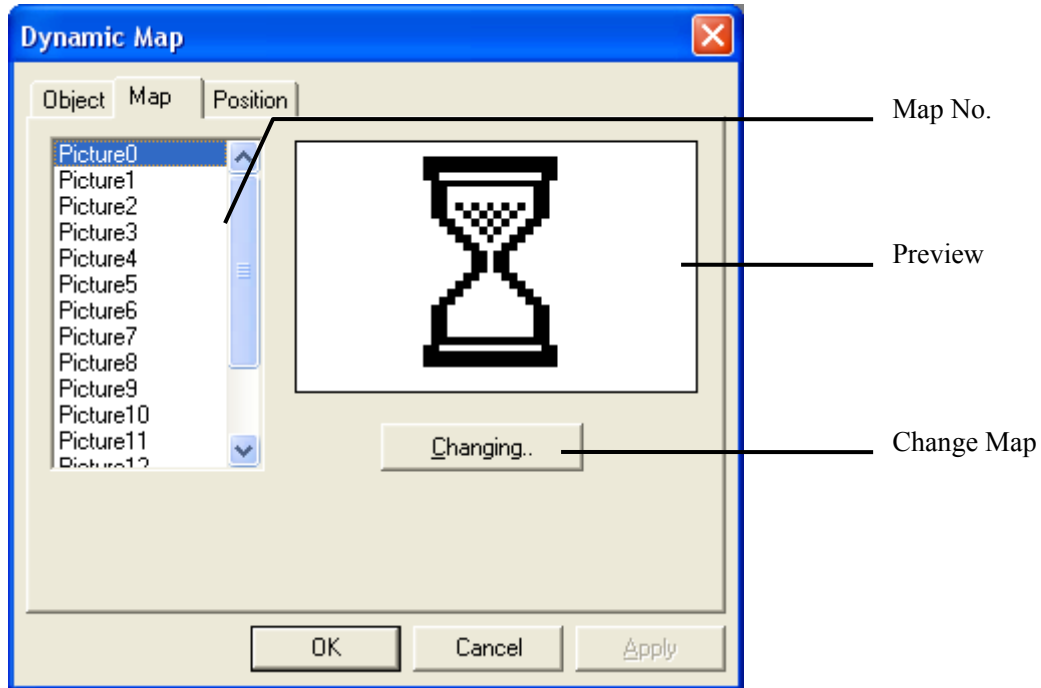 Dynamic Map
Object Map Position
Map No.
Picture0
Picture1
Picture2
Picture3
Picture4
Picture5
Picture6
Picture7
Picture8
Picture9
Picture10
Picture11
Picture12
Preview
Changing..
Change Map
OK Cancel Apply